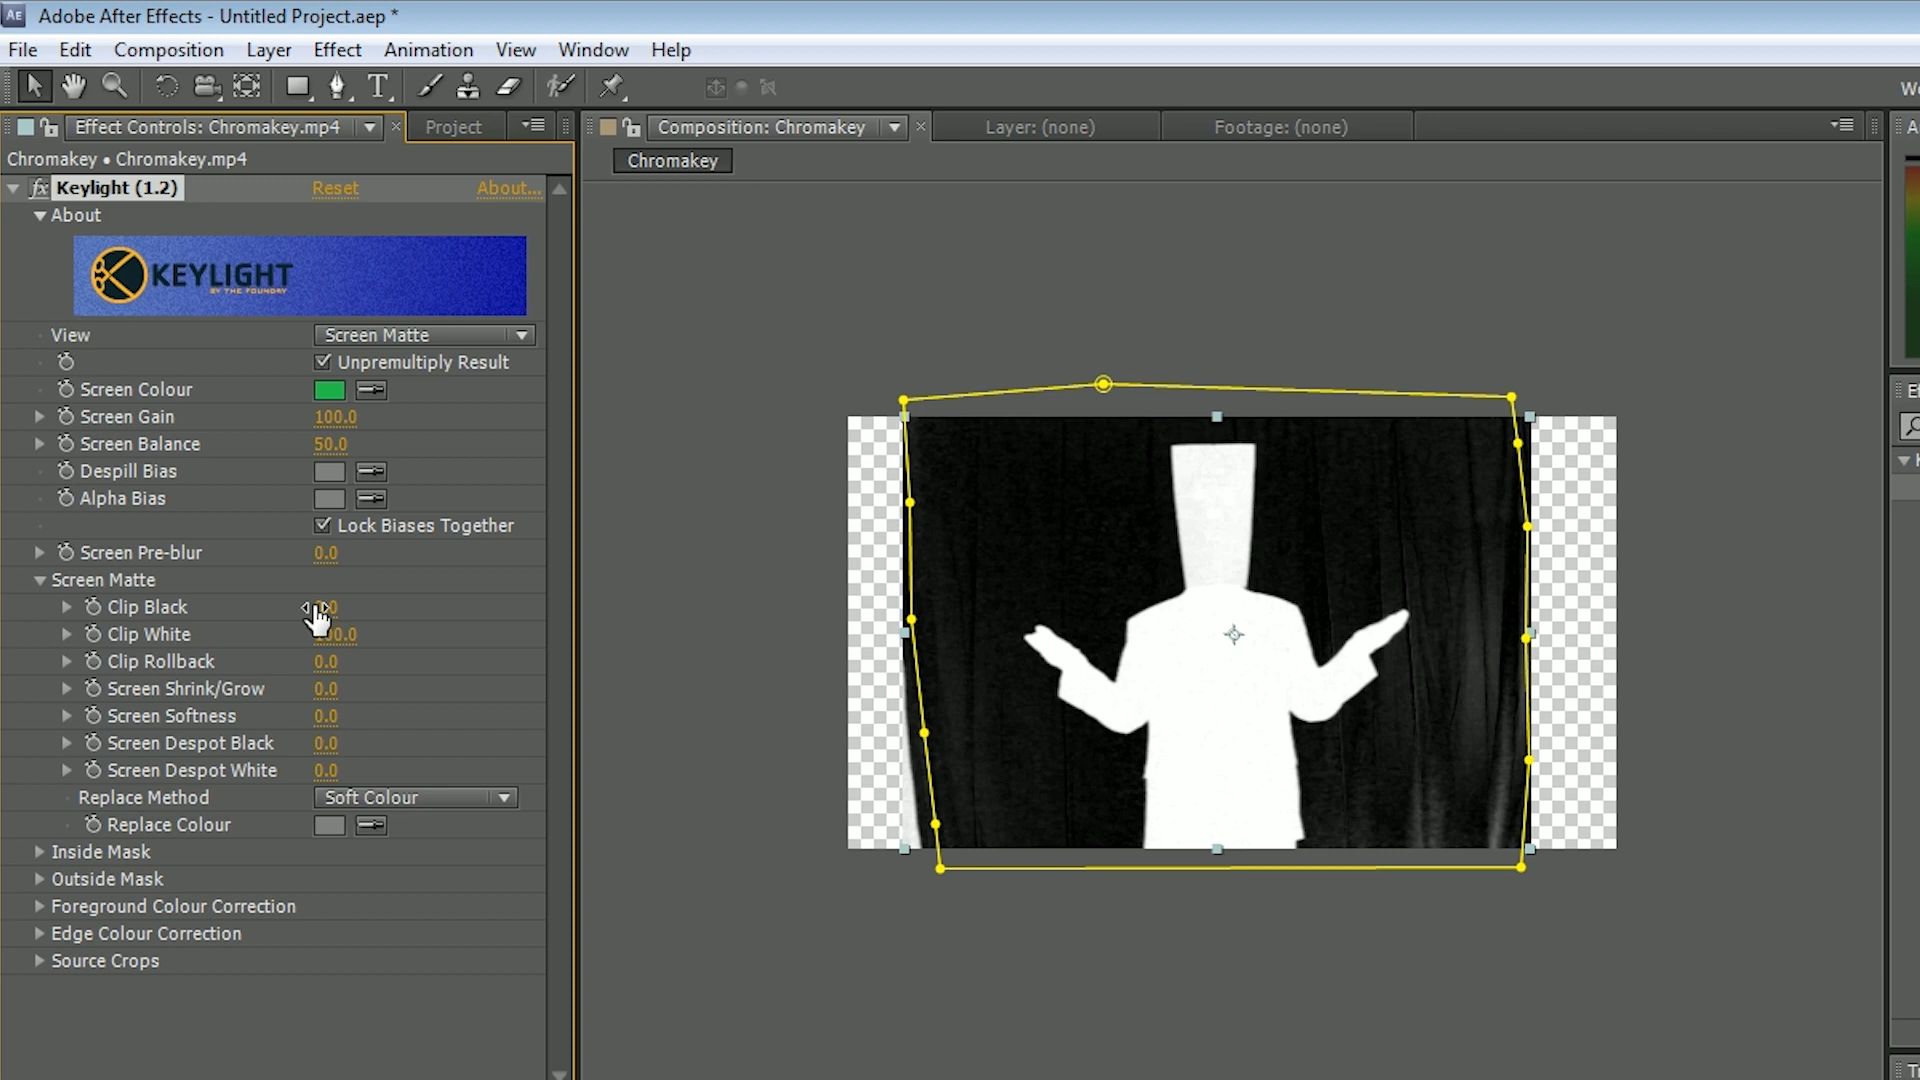 Adobe After Effects - Untitled Project.aep *
File Edit Composition Layer Effect Animation View Window Help
Effect Controls: Chromakey.mp4 Project
Composition: Chromakey Layer: (none) Footage: (none)
Chromakey • Chromakey.mp4
Chromakey
fx Keylight (1.2) Reset About...
About
KEYLIGHT
BY THE FOUNDRY
View Screen Matte
Unpremultiply Result
Screen Colour
Screen Gain 100.0
Screen Balance 50.0
Despill Bias
Alpha Bias
Lock Biases Together
Screen Pre-blur 0.0
Screen Matte
Clip Black
Clip White
Clip Rollback 0.0
Screen Shrink/Grow 0.0
Screen Softness 0.0
Screen Despot Black 0.0
Screen Despot White 0.0
Replace Method Soft Colour
Replace Colour
Inside Mask
Outside Mask
Foreground Colour Correction
Edge Colour Correction
Source Crops